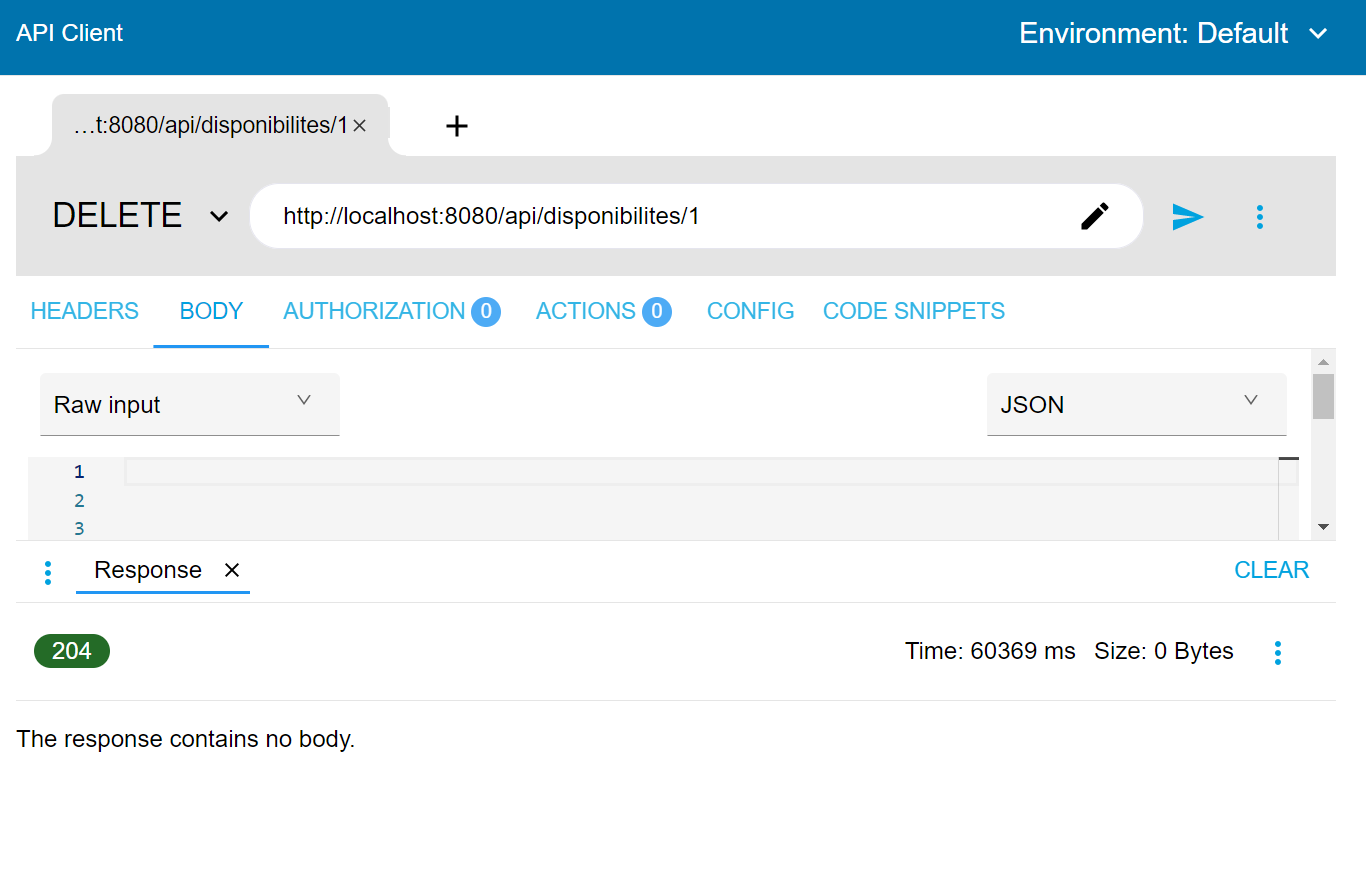 API Client
Environment: Default
...t:8080/api/disponibilites/1
DELETE
http://localhost:8080/api/disponibilites/1
HEADERS BODY AUTHORIZATION 0 ACTIONS 0 CONFIG CODE SNIPPETS
Raw input
JSON
1
2
3
Response
CLEAR
204
Time: 60369 ms Size: 0 Bytes
The response contains no body.